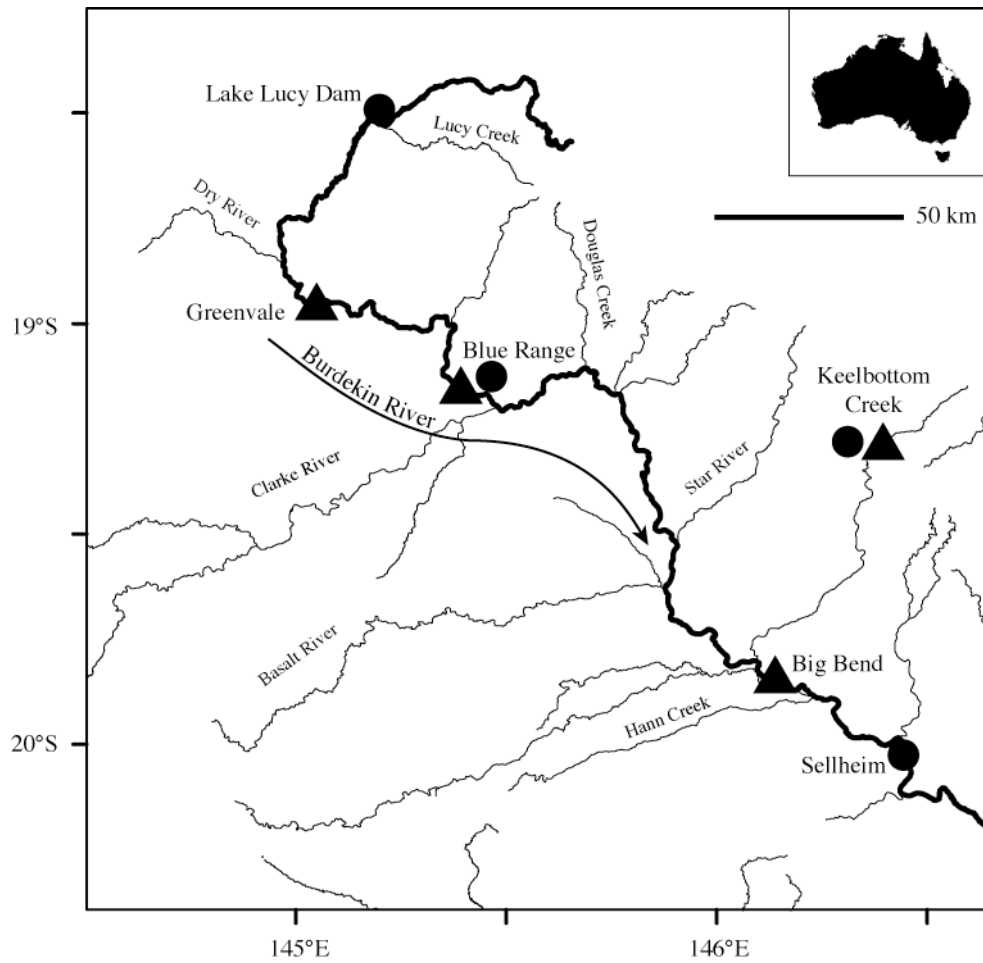 Lake Lucy Dam
Lucy Creek
Dry River
50 km
Douglas Creek
Greenvale
19°S
Blue Range
Burdekin River
Keelbottom
Creek
Clarke River
Star River
Basalt River
Big Bend
Hann Creek
20°S
Sellheim
145°E
146°E